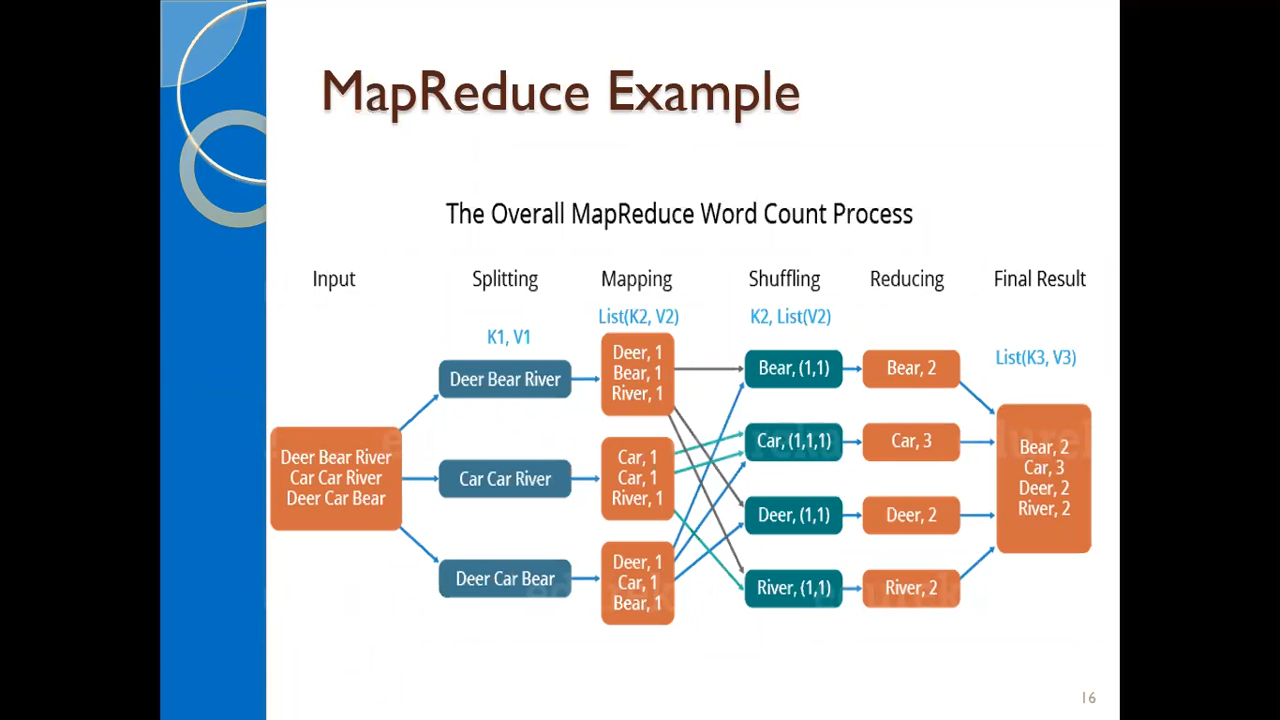 MapReduce Example
The Overall MapReduce Word Count Process
Input
Splitting
Mapping
Shuffling
Reducing
Final Result
K1, V1
List(K2, V2)
K2, List(V2)
List(K3, V3)
Deer Bear River
Car Car River
Deer Car Bear
Deer Bear River
Car Car River
Deer Car Bear
Deer, 1
Bear, 1
River, 1
Car, 1
Car, 1
River, 1
Deer, 1
Car, 1
Bear, 1
Bear, (1,1)
Car, (1,1,1)
Deer, (1,1)
River, (1,1)
Bear, 2
Car, 3
Deer, 2
River, 2
Bear, 2
Car, 3
Deer, 2
River, 2
16